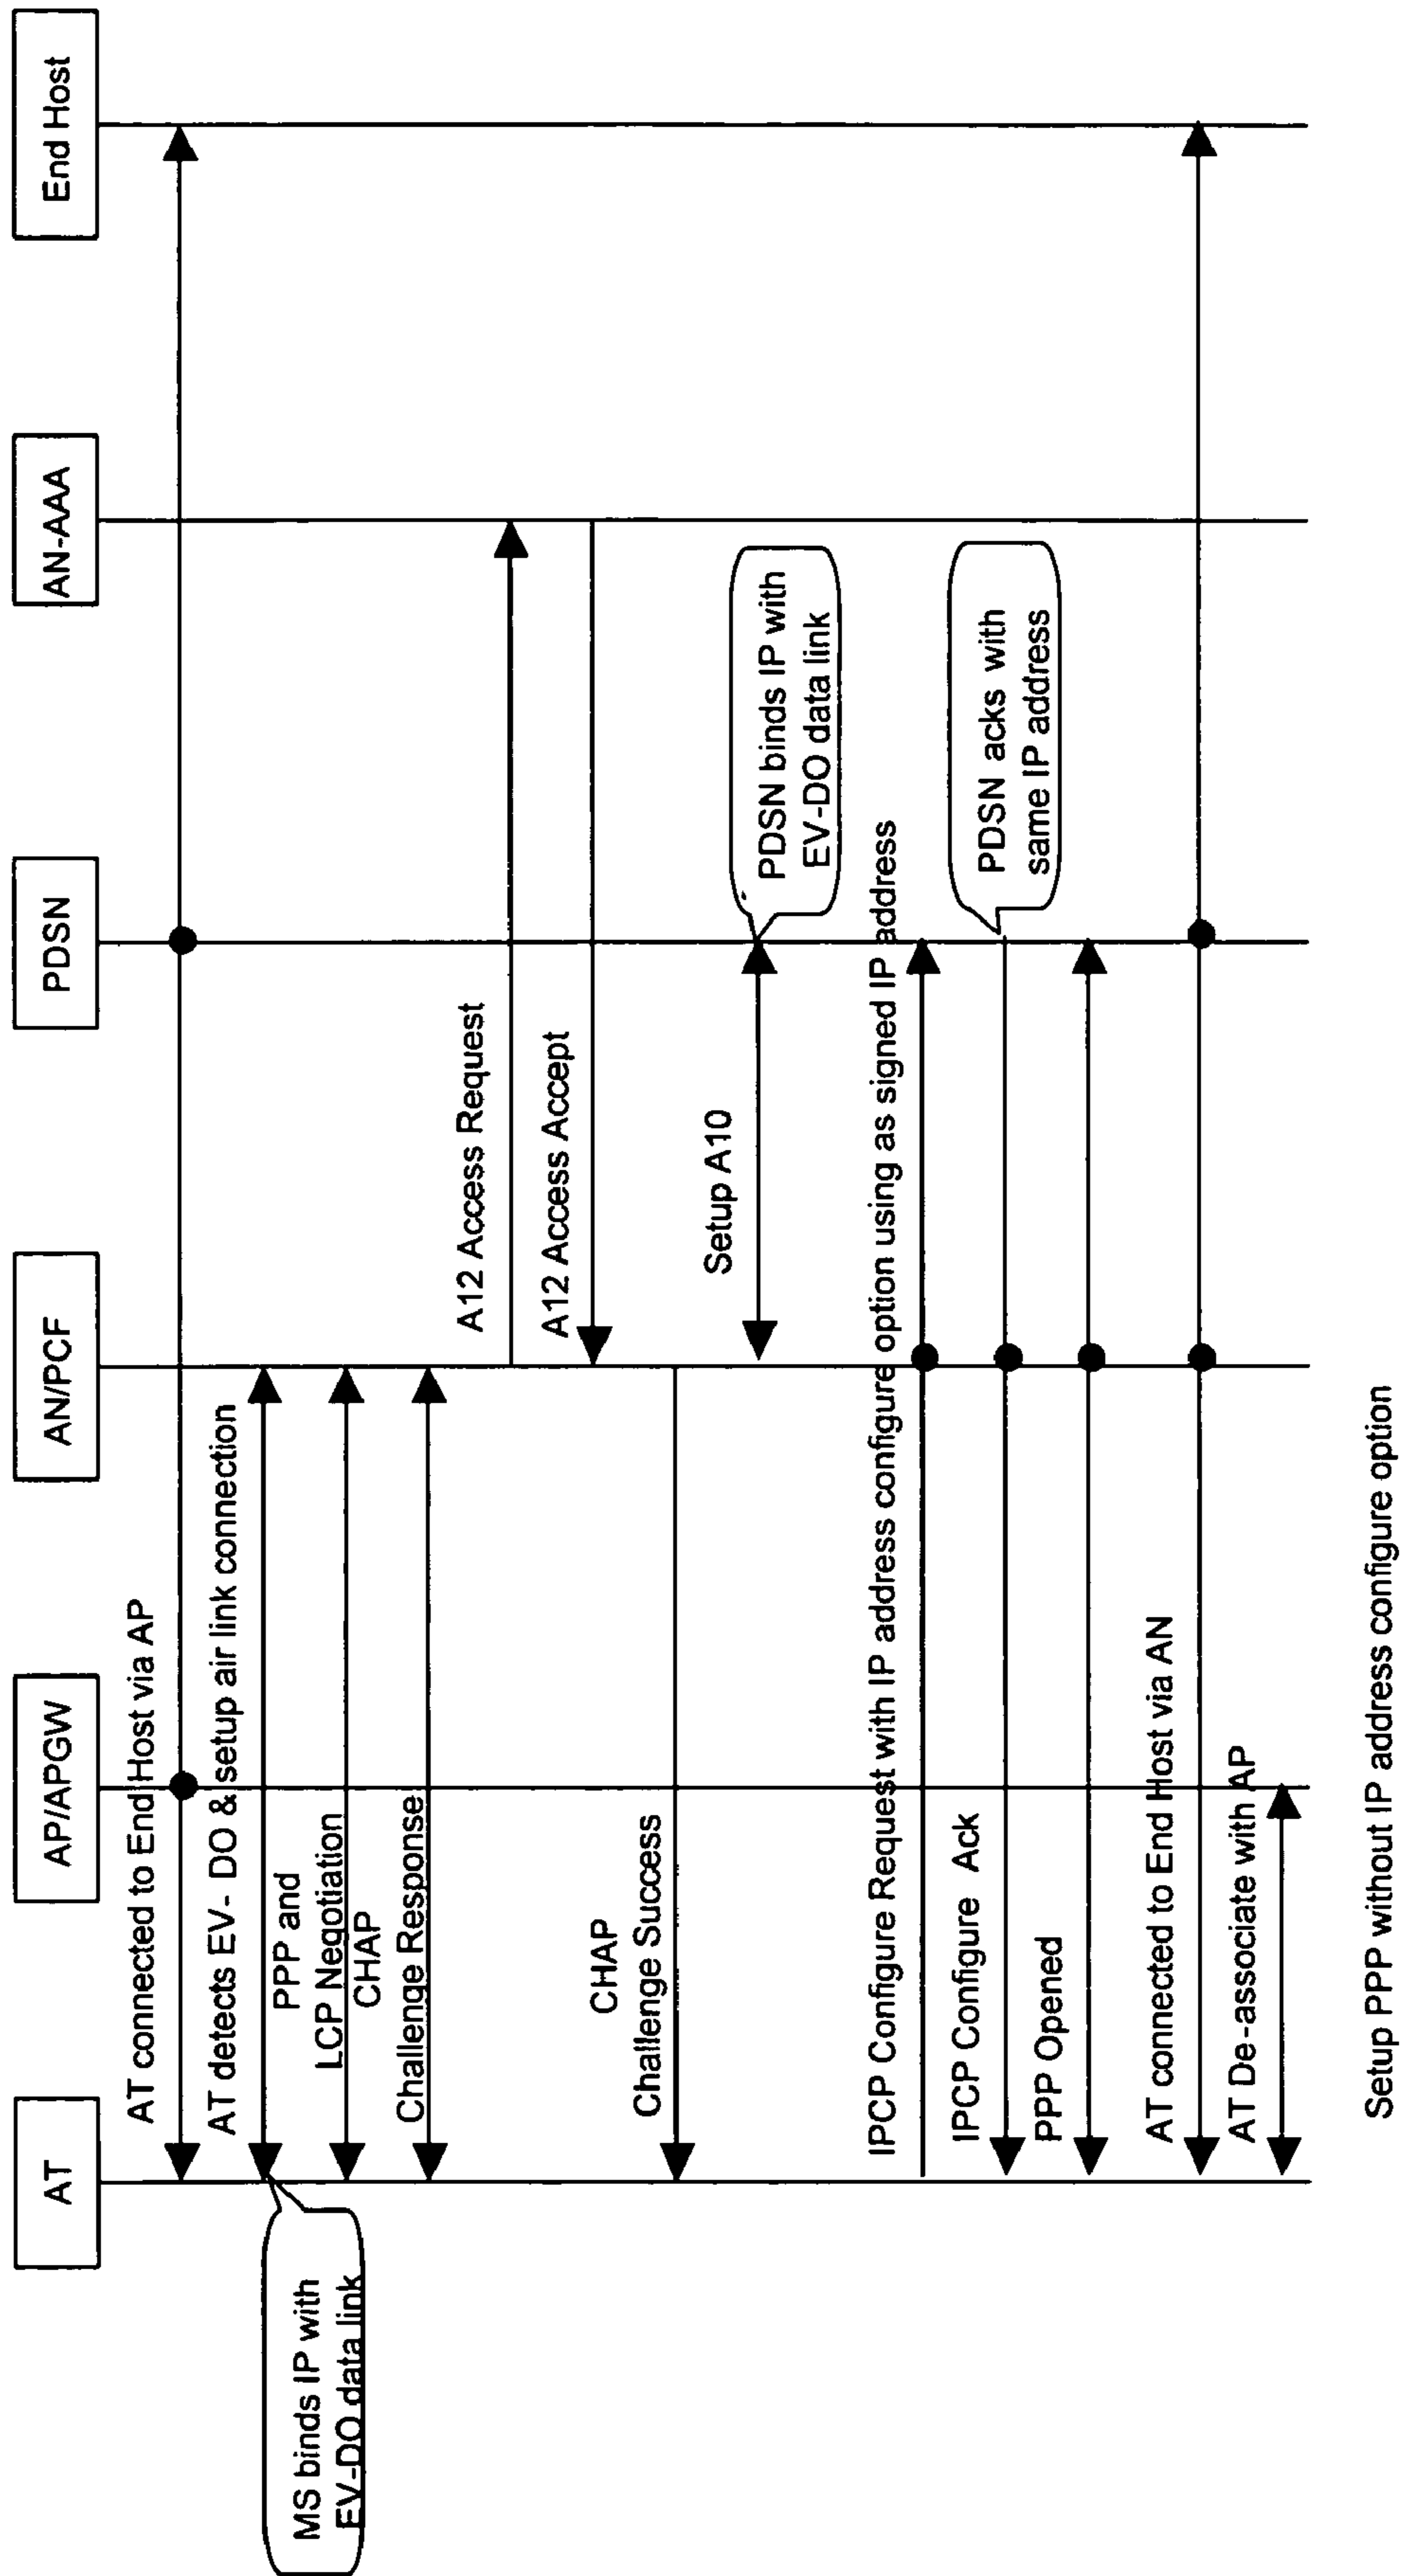 AT
AP/APGW
AN/PCF
PDSN
AN-AAA
End Host
AT connected to End Host via AP
AT detects EV- DO & setup air link connection
MS binds IP with
EV-DO data link
PPP and
LCP Negotiation
CHAP
Challenge Response
A12 Access Request
A12 Access Accept
CHAP
Challenge Success
Setup A10
PDSN binds IP with
EV-DO data link
IPCP Configure Request with IP address configure option using as signed IP address
IPCP Configure Ack
PDSN acks with
same IP address
PPP Opened
AT connected to End Host via AN
AT De-associate with AP
Setup PPP without IP address configure option